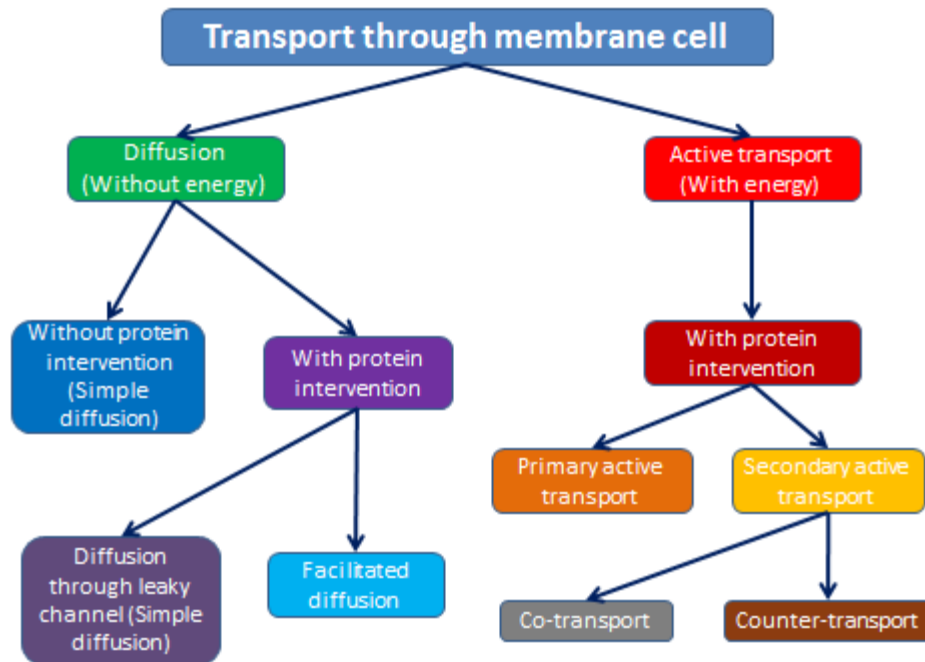 Transport through membrane cell
Diffusion
(Without energy)
Active transport
(With energy)
Without protein
intervention
(Simple
diffusion)
With protein
intervention
With protein
intervention
Primary active
transport
Secondary active
transport
Diffusion
through leaky
channel (Simple
diffusion)
Facilitated
diffusion
Co-transport
Counter-transport